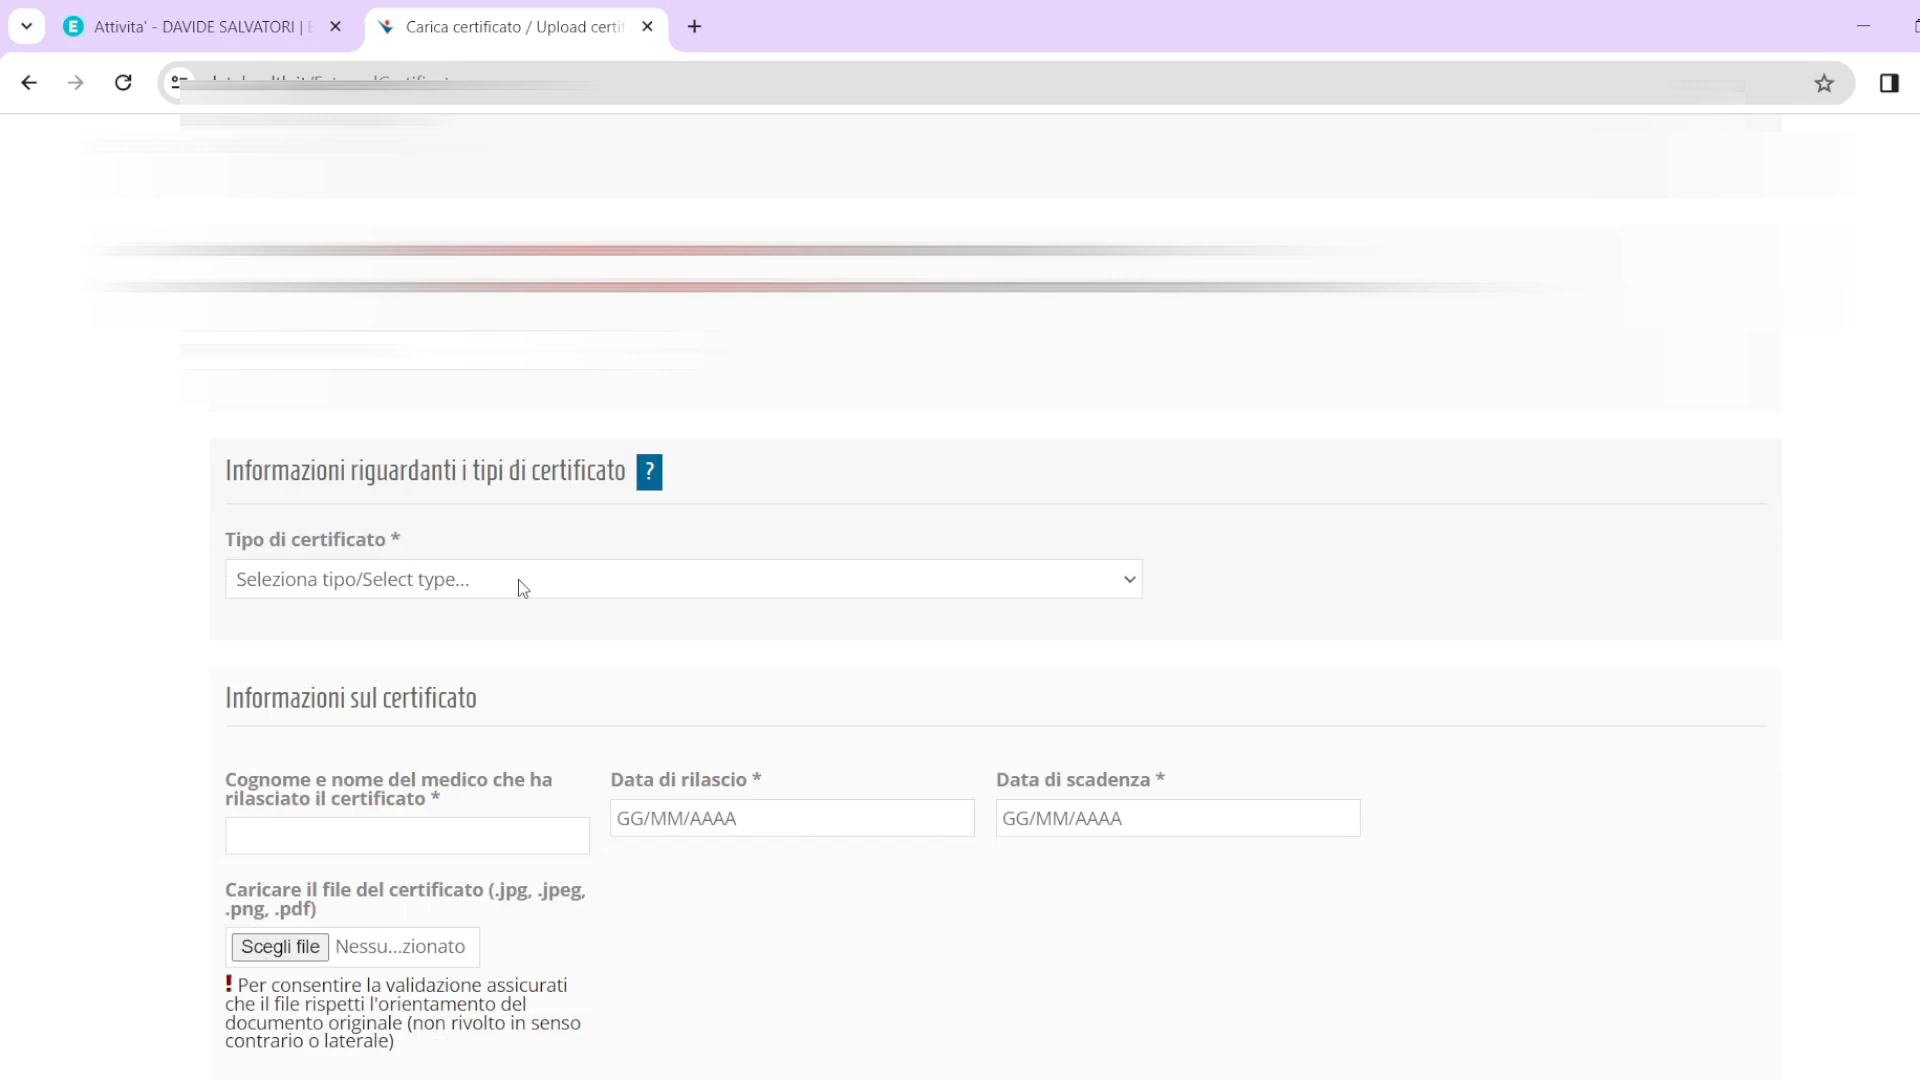 Attivita' - DAVIDE SALVATORI |
Carica certificato / Upload certif
Informazioni riguardanti i tipi di certificato ?
Tipo di certificato *
Seleziona tipo/Select type...
Informazioni sul certificato
Cognome e nome del medico che ha
rilasciato il certificato *
Data di rilascio *
GG/MM/AAAA
Data di scadenza *
GG/MM/AAAA
Caricare il file del certificato (.jpg, .jpeg,
.png, .pdf)
Scegli file Nessu...zionato
! Per consentire la validazione assicurati
che il file rispetti l'orientamento del
documento originale (non rivolto in senso
contrario o laterale)